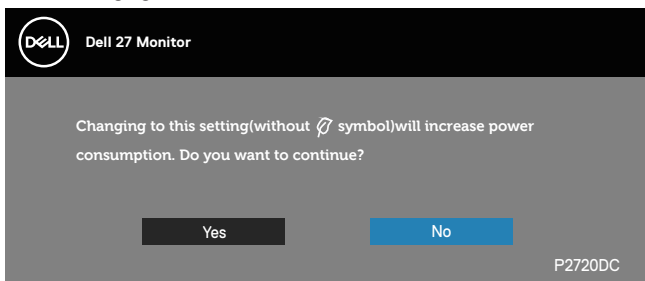 DELL
Dell 27 Monitor
Changing to this setting(without symbol)will increase power
consumption. Do you want to continue?
Yes No
P2720DC